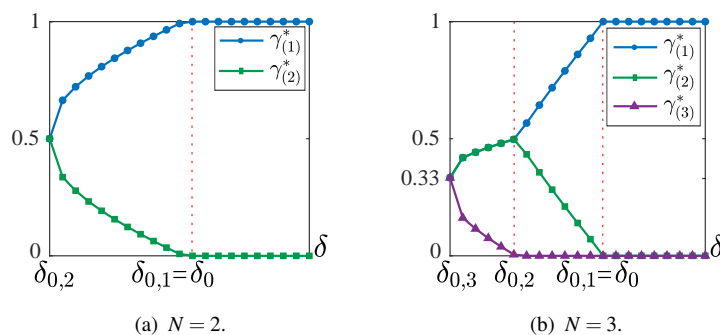 1
0.5
0
γ*(1)
γ*(2)
δ
δ0,2
δ0,1=δ0
(a) N = 2.
1
0.5
0.33
0
γ*(1)
γ*(2)
γ*(3)
δ
δ0,3
δ0,2
δ0,1=δ0
(b) N = 3.